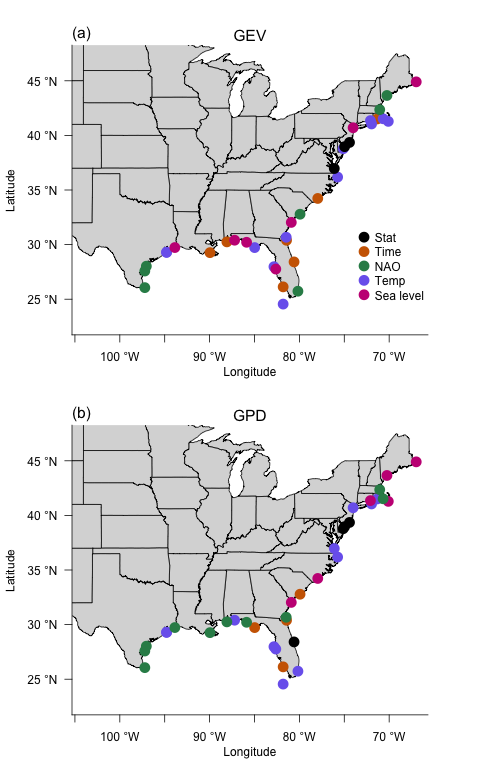 (a)
GEV
45 °N
40 °N
35 °N
30 °N
25 °N
Latitude
Stat
Time
NAO
Temp
Sea level
100 °W 90 °W 80 °W 70 °W
Longitude
(b)
GPD
45 °N
40 °N
35 °N
30 °N
25 °N
Latitude
100 °W 90 °W 80 °W 70 °W
Longitude